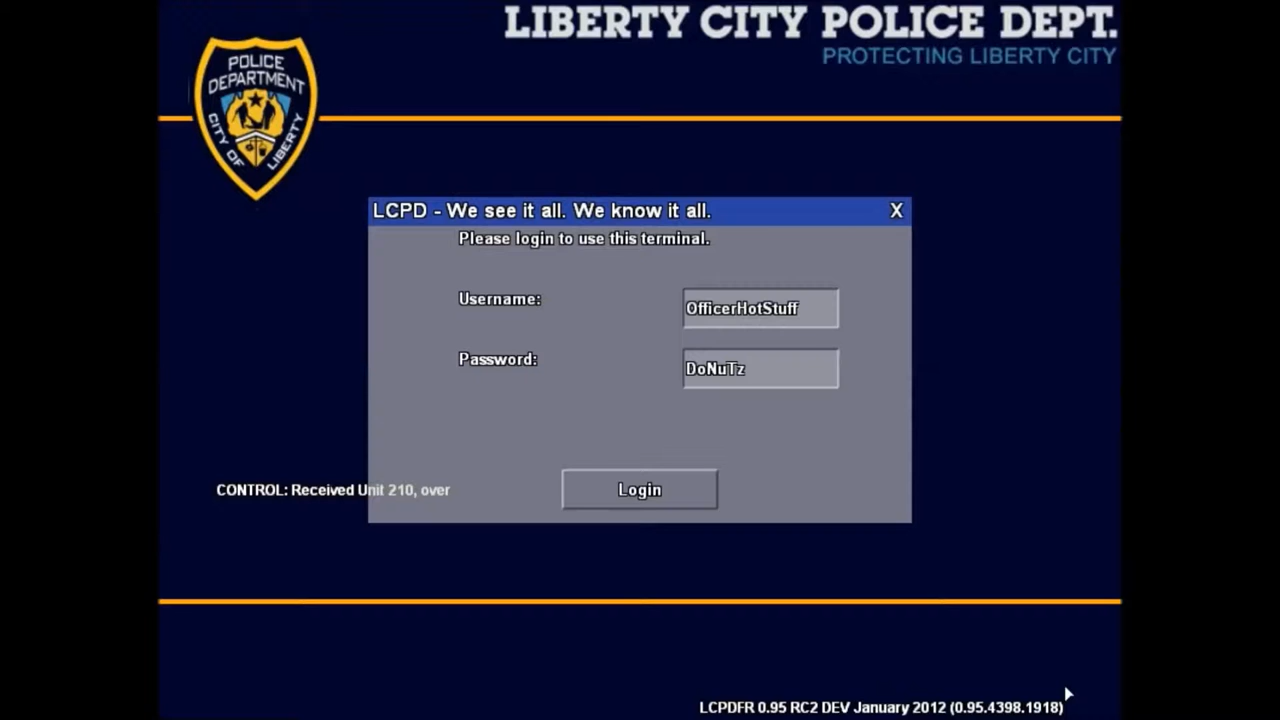 LIBERTY CITY POLICE DEPT.
PROTECTING LIBERTY CITY
POLICE
DEPARTMENT
CITY OF
LIBERTY
LCPD - We see it all. We know it all.
X
Please login to use this terminal.
Username:
OfficerHotStuff
Password:
DoNuTz
CONTROL: Received Unit 210, over
Login
LCPDFR 0.95 RC2 DEV January 2012 (0.95.4398.1918)